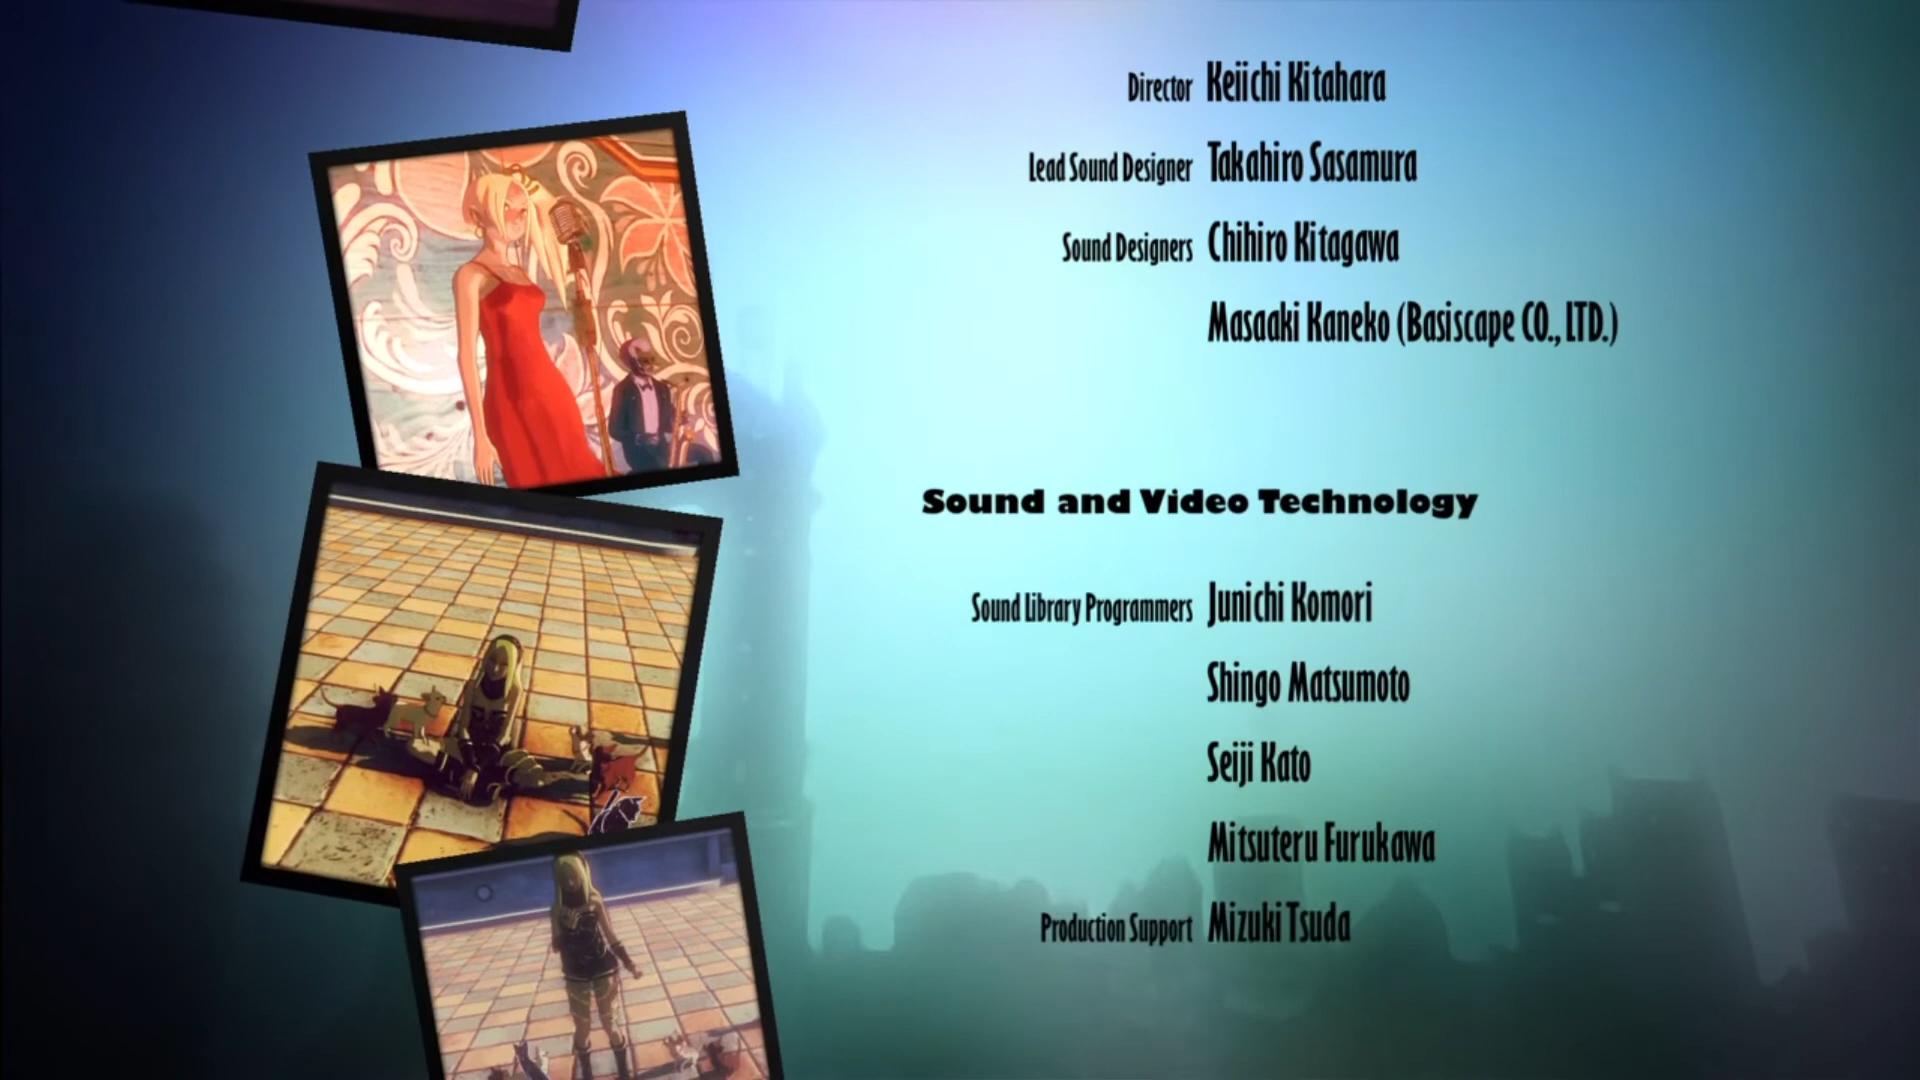 Director Keiichi Kitahara
Lead Sound Designer Takahiro Sasamura
Sound Designers Chihiro Kitagawa
Masaaki Kaneko (Basiscape CO., LTD.)
Sound and Video Technology
Sound Library Programmers Junichi Komori
Shingo Matsumoto
Seiji Kato
Mitsuteru Furukawa
Production Support Mizuki Tsuda